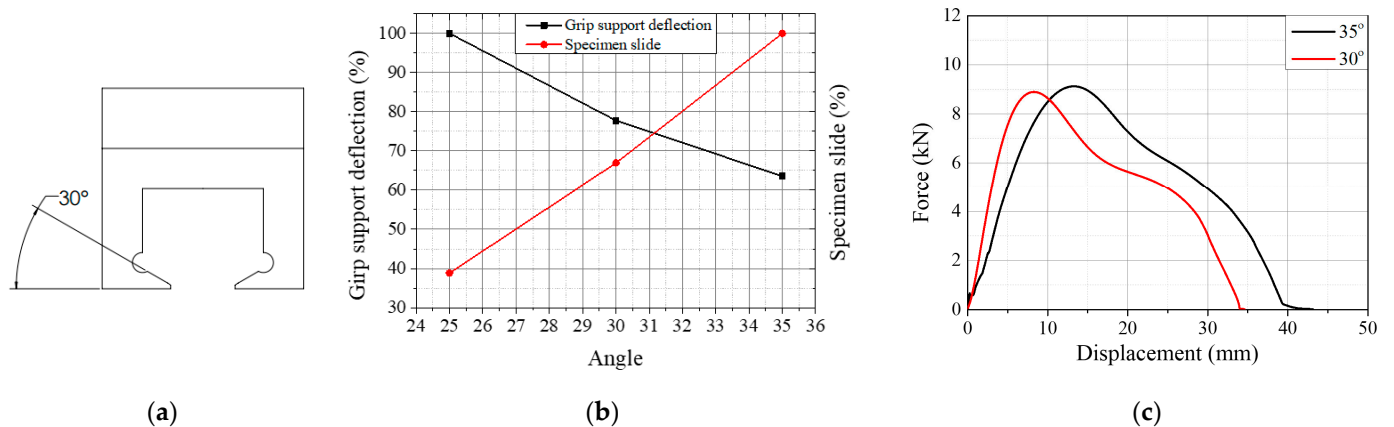 30°
(a)
Grip support deflection
Specimen slide
Girp support deflection (%)
100
90
80
70
60
50
40
30
24 25 26 27 28 29 30 31 32 33 34 35 36
Angle
Specimen slide (%)
(b)
35°
30°
Force (kN)
12
10
8
6
4
2
0
0 10 20 30 40 50
Displacement (mm)
(c)